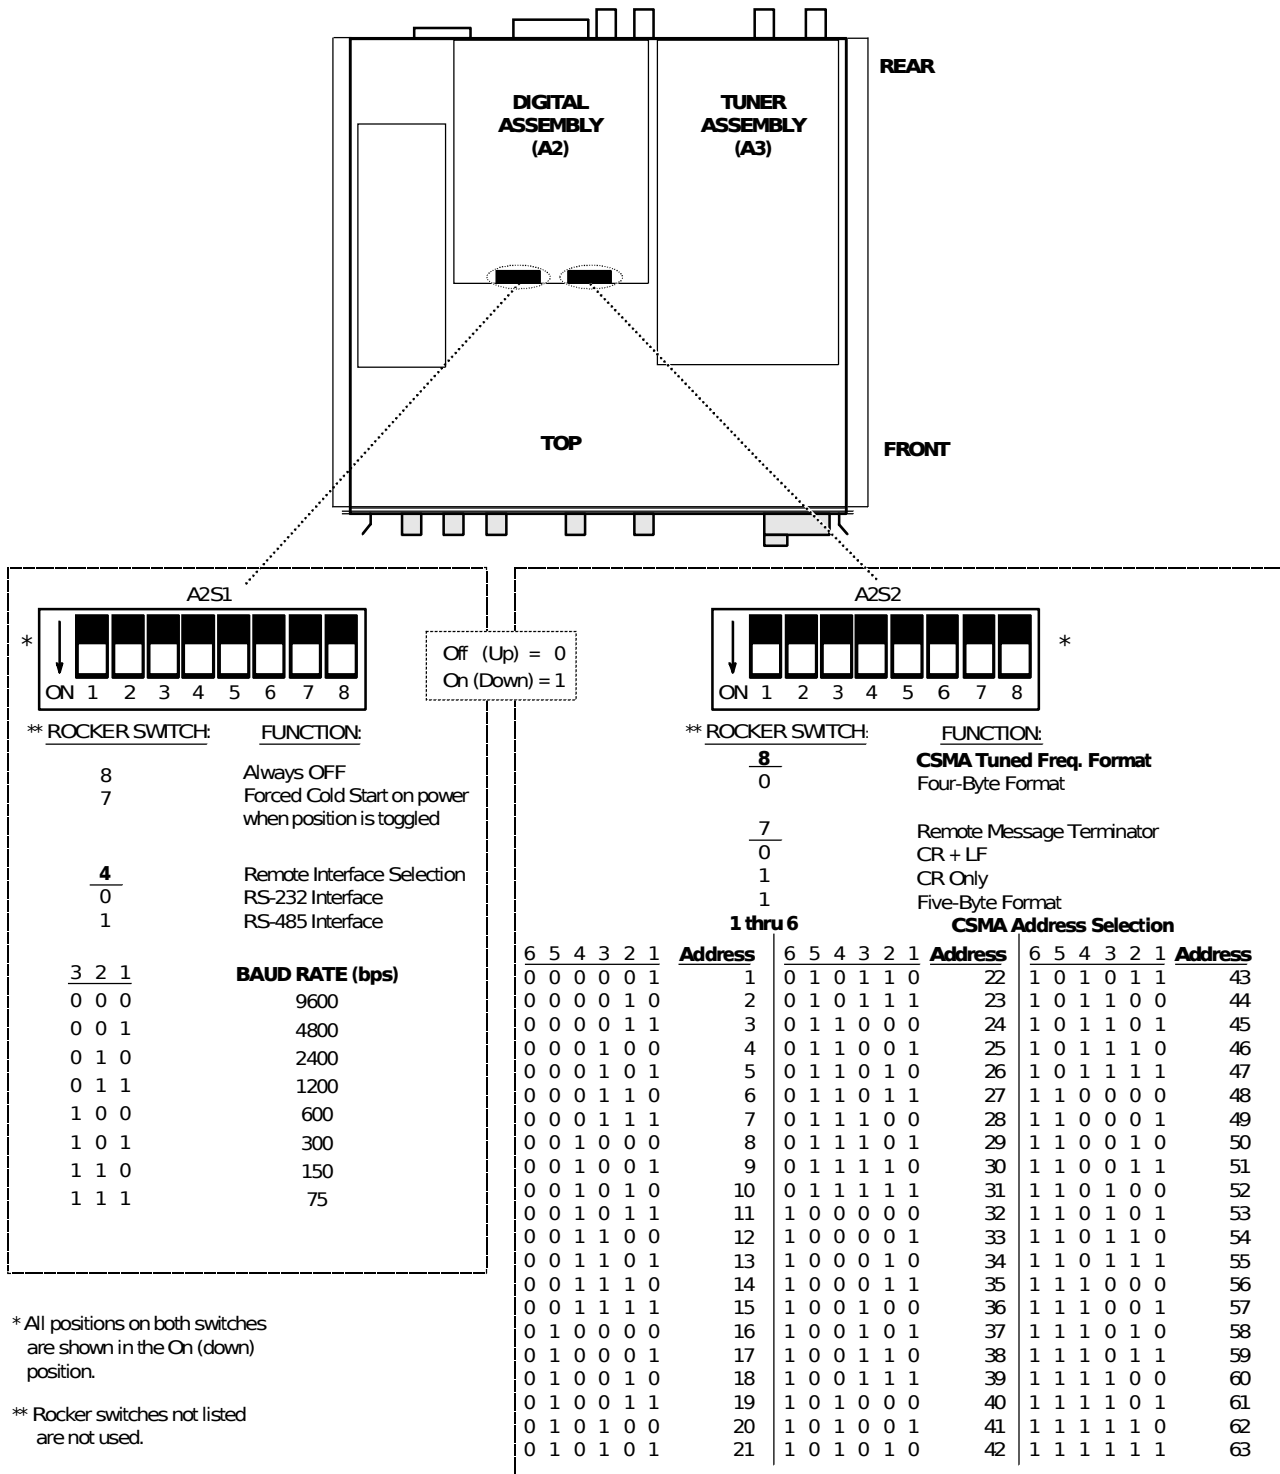 REAR
DIGITAL
ASSEMBLY
(A2)
TUNER
ASSEMBLY
(A3)
TOP
FRONT
A2S1
*
ON 1 2 3 4 5 6 7 8
Off (Up) = 0
On (Down) = 1
** ROCKER SWITCH: FUNCTION:
8 Always OFF
7 Forced Cold Start on power
when position is toggled
4 Remote Interface Selection
0 RS-232 Interface
1 RS-485 Interface
3 2 1 BAUD RATE (bps)
0 0 0 9600
0 0 1 4800
0 1 0 2400
0 1 1 1200
1 0 0 600
1 0 1 300
1 1 0 150
1 1 1 75
* All positions on both switches
are shown in the On (down)
position.
** Rocker switches not listed
are not used.
A2S2
*
ON 1 2 3 4 5 6 7 8
** ROCKER SWITCH: FUNCTION:
8 CSMA Tuned Freq. Format
0 Four-Byte Format
7 Remote Message Terminator
0 CR + LF
1 CR Only
1 Five-Byte Format
1 thru 6 CSMA Address Selection
6 5 4 3 2 1 Address 6 5 4 3 2 1 Address 6 5 4 3 2 1 Address
0 0 0 0 0 1 1 0 1 0 1 1 0 22 1 0 1 0 1 1 43
0 0 0 0 1 0 2 0 1 0 1 1 1 23 1 0 1 1 0 0 44
0 0 0 0 1 1 3 0 1 1 0 0 0 24 1 0 1 1 0 1 45
0 0 0 1 0 0 4 0 1 1 0 0 1 25 1 0 1 1 1 0 46
0 0 0 1 0 1 5 0 1 1 0 1 0 26 1 0 1 1 1 1 47
0 0 0 1 1 0 6 0 1 1 0 1 1 27 1 1 0 0 0 0 48
0 0 0 1 1 1 7 0 1 1 1 0 0 28 1 1 0 0 0 1 49
0 0 1 0 0 0 8 0 1 1 1 0 1 29 1 1 0 0 1 0 50
0 0 1 0 0 1 9 0 1 1 1 1 0 30 1 1 0 0 1 1 51
0 0 1 0 1 0 10 0 1 1 1 1 1 31 1 1 0 1 0 0 52
0 0 1 0 1 1 11 1 0 0 0 0 0 32 1 1 0 1 0 1 53
0 0 1 1 0 0 12 1 0 0 0 0 1 33 1 1 0 1 1 0 54
0 0 1 1 0 1 13 1 0 0 0 1 0 34 1 1 0 1 1 1 55
0 0 1 1 1 0 14 1 0 0 0 1 1 35 1 1 1 0 0 0 56
0 0 1 1 1 1 15 1 0 0 1 0 0 36 1 1 1 0 0 1 57
0 1 0 0 0 0 16 1 0 0 1 0 1 37 1 1 1 0 1 0 58
0 1 0 0 0 1 17 1 0 0 1 1 0 38 1 1 1 0 1 1 59
0 1 0 0 1 0 18 1 0 0 1 1 1 39 1 1 1 1 0 0 60
0 1 0 0 1 1 19 1 0 1 0 0 0 40 1 1 1 1 0 1 61
0 1 0 1 0 0 20 1 0 1 0 0 1 41 1 1 1 1 1 0 62
0 1 0 1 0 1 21 1 0 1 0 1 0 42 1 1 1 1 1 1 63